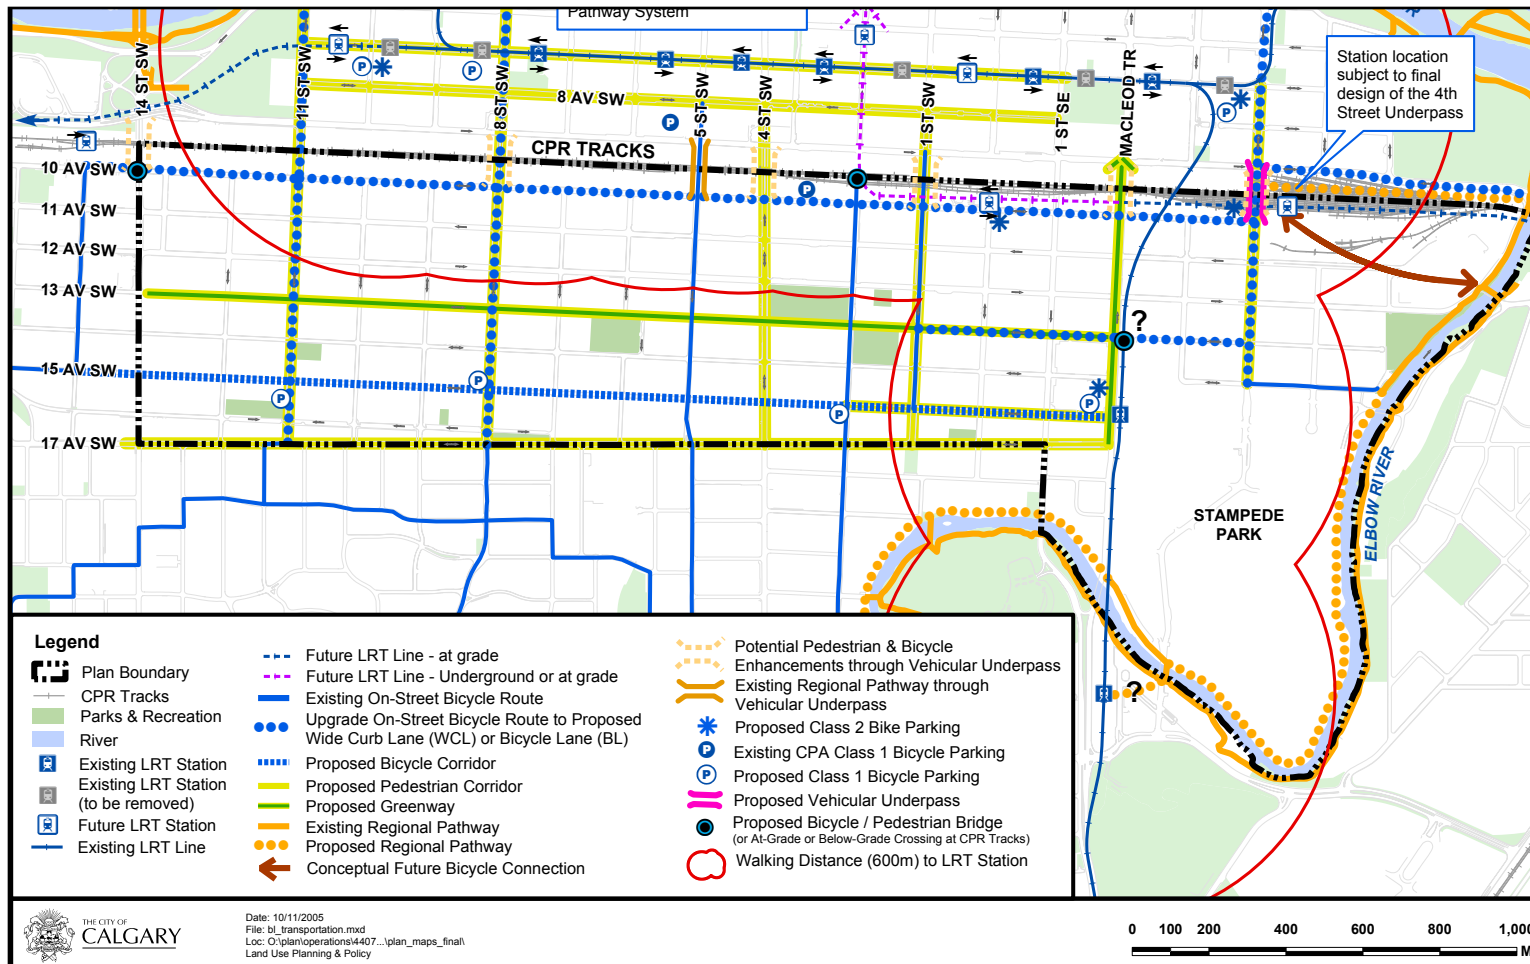 Pathway System
Station location
subject to final
design of the 4th
Street Underpass
14 ST SW
11 ST SW
8 ST SW
5 ST SW
4 ST SW
1 ST SW
1 ST SE
MACLEOD TR
8 AV SW
CPR TRACKS
10 AV SW
11 AV SW
12 AV SW
13 AV SW
15 AV SW
17 AV SW
?
STAMPEDE
PARK
ELBOW RIVER
?
Legend
Plan Boundary
CPR Tracks
Parks & Recreation
River
Existing LRT Station
Existing LRT Station
(to be removed)
Future LRT Station
Existing LRT Line
Future LRT Line - at grade
Future LRT Line - Underground or at grade
Existing On-Street Bicycle Route
Upgrade On-Street Bicycle Route to Proposed
Wide Curb Lane (WCL) or Bicycle Lane (BL)
Proposed Bicycle Corridor
Proposed Pedestrian Corridor
Proposed Greenway
Existing Regional Pathway
Proposed Regional Pathway
Conceptual Future Bicycle Connection
Potential Pedestrian & Bicycle
Enhancements through Vehicular Underpass
Existing Regional Pathway through
Vehicular Underpass
Proposed Class 2 Bike Parking
P Existing CPA Class 1 Bicycle Parking
P Proposed Class 1 Bicycle Parking
Proposed Vehicular Underpass
Proposed Bicycle / Pedestrian Bridge
(or At-Grade or Below-Grade Crossing at CPR Tracks)
Walking Distance (600m) to LRT Station
THE CITY OF
CALGARY
Date: 10/11/2005
File: bl_transportation.mxd
Loc: O:\plan\operations\4407...\plan_maps_final\
Land Use Planning & Policy
0 100 200 400 600 800 1,000
M